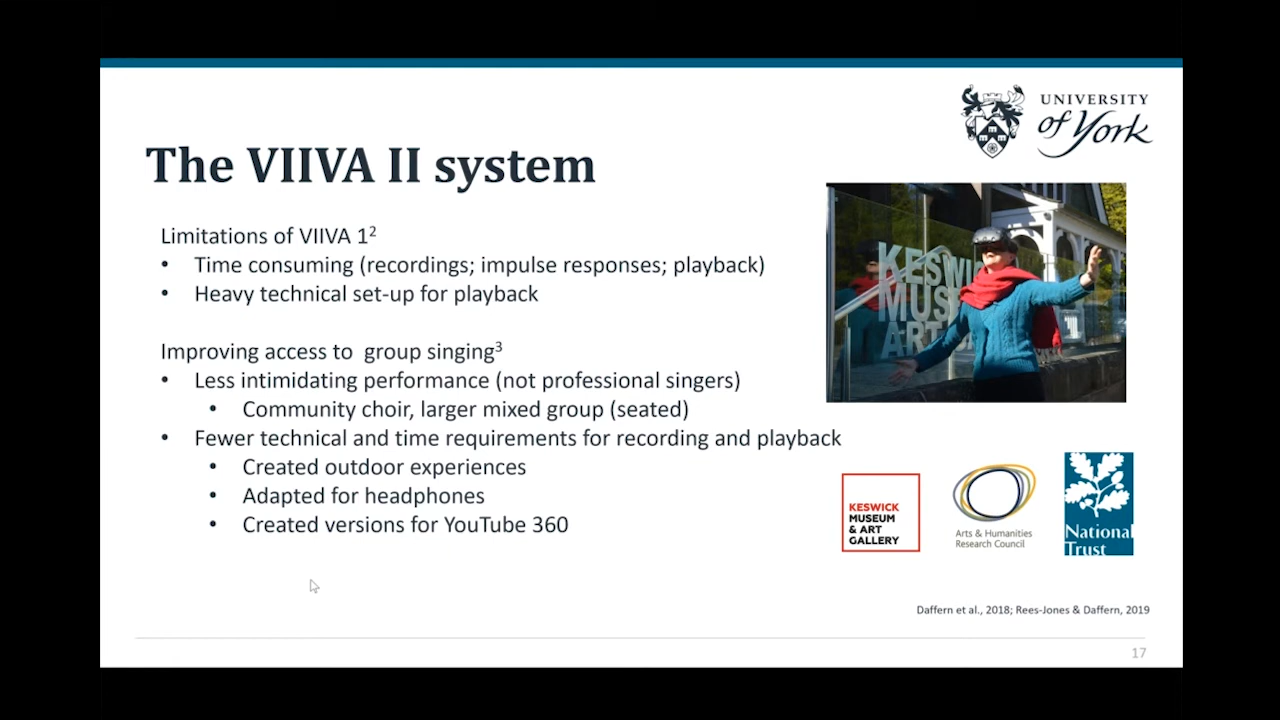 UNIVERSITY
of York
The VIIVA II system
Limitations of VIIVA 1²
• Time consuming (recordings; impulse responses; playback)
• Heavy technical set-up for playback
Improving access to  group singing³
• Less intimidating performance (not professional singers)
• Community choir, larger mixed group (seated)
• Fewer technical and time requirements for recording and playback
• Created outdoor experiences
• Adapted for headphones
• Created versions for YouTube 360
KESWIC
MUS
ART
KESWICK
MUSEUM
& ART
GALLERY
Arts & Humanities
Research Council
National
Trust
Daffern et al., 2018; Rees-Jones & Daffern, 2019
17